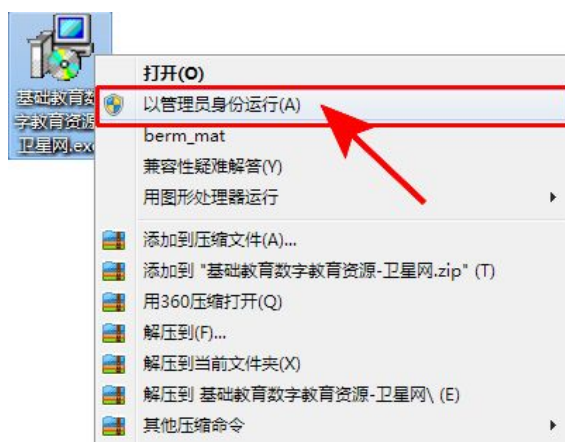 基础教育数
字教育资源
卫星网.exe
打开(O)
以管理员身份运行(A)
berm_mat
兼容性疑难解答(Y)
用图形处理器运行
添加到压缩文件(A)...
添加到 "基础教育数字教育资源-卫星网.zip" (T)
用360压缩打开(Q)
解压到(F)...
解压到当前文件夹(X)
解压到 基础教育数字教育资源-卫星网\ (E)
其他压缩命令